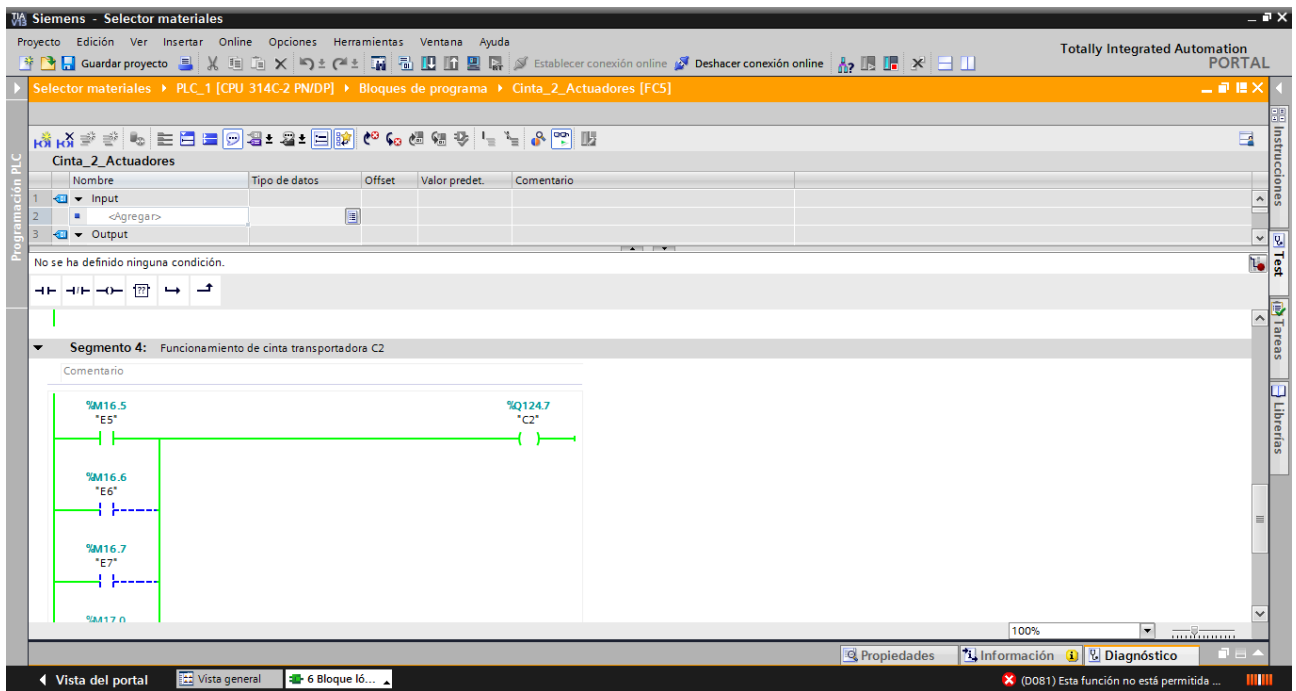 Siemens - Selector materiales
Proyecto Edición Ver Insertar Online Opciones Herramientas Ventana Ayuda
Totally Integrated Automation
PORTAL
Guardar proyecto Establecer conexión online Deshacer conexión online
Selector materiales PLC_1 [CPU 314C-2 PN/DP] Bloques de programa Cinta_2_Actuadores [FC5]
Cinta_2_Actuadores
Nombre Tipo de datos Offset Valor predet. Comentario
1 Input
2 <Agregar>
3 Output
No se ha definido ninguna condición.
??
Segmento 4: Funcionamiento de cinta transportadora C2
Comentario
%M16.5 %Q124.7
"E5" "C2"
%M16.6
"E6"
%M16.7
"E7"
%M17.0
100%
Propiedades Información Diagnóstico
Vista del portal Vista general 6 Bloque ló... (D081) Esta función no está permitida ...
Programación PLC
Instrucciones
Test
Tareas
Librerías